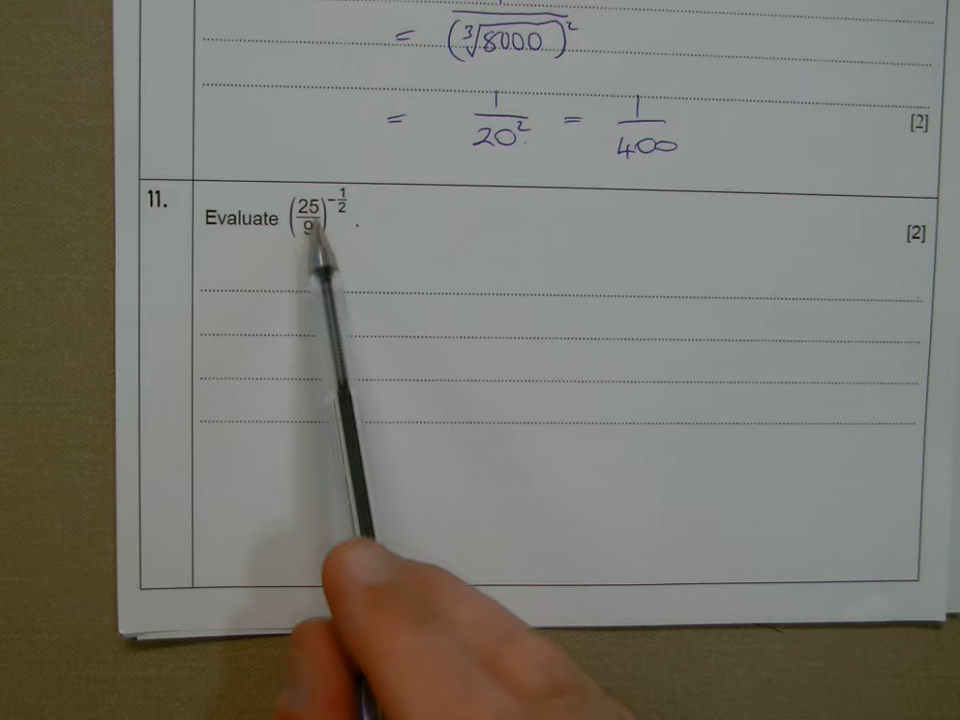 = (∛8000)²
= 1/20² = 1/400 [2]
11. Evaluate (25/9)^(-1/2) . [2]